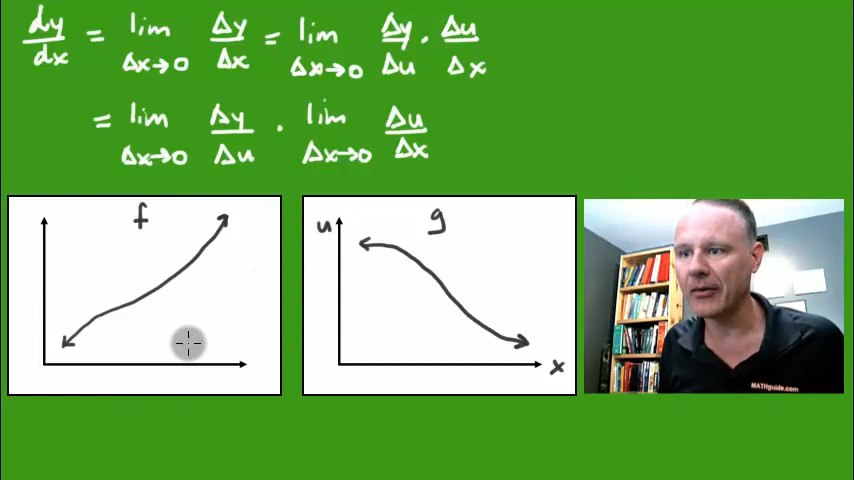 dy/dx = lim Δx→0 Δy/Δx = lim Δx→0 Δy/Δu · Δu/Δx
= lim Δx→0 Δy/Δu · lim Δx→0 Δu/Δx
f
u g
x
MATHguide.com